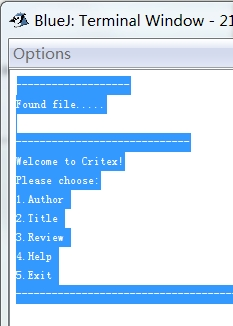 BlueJ: Terminal Window - 21
Options
-------------------
Found file.....
-----------------------------
Welcome to Critex!
Please choose:
1.Author
2.Title
3.Review
4.Help
5.Exit
------------------------------------